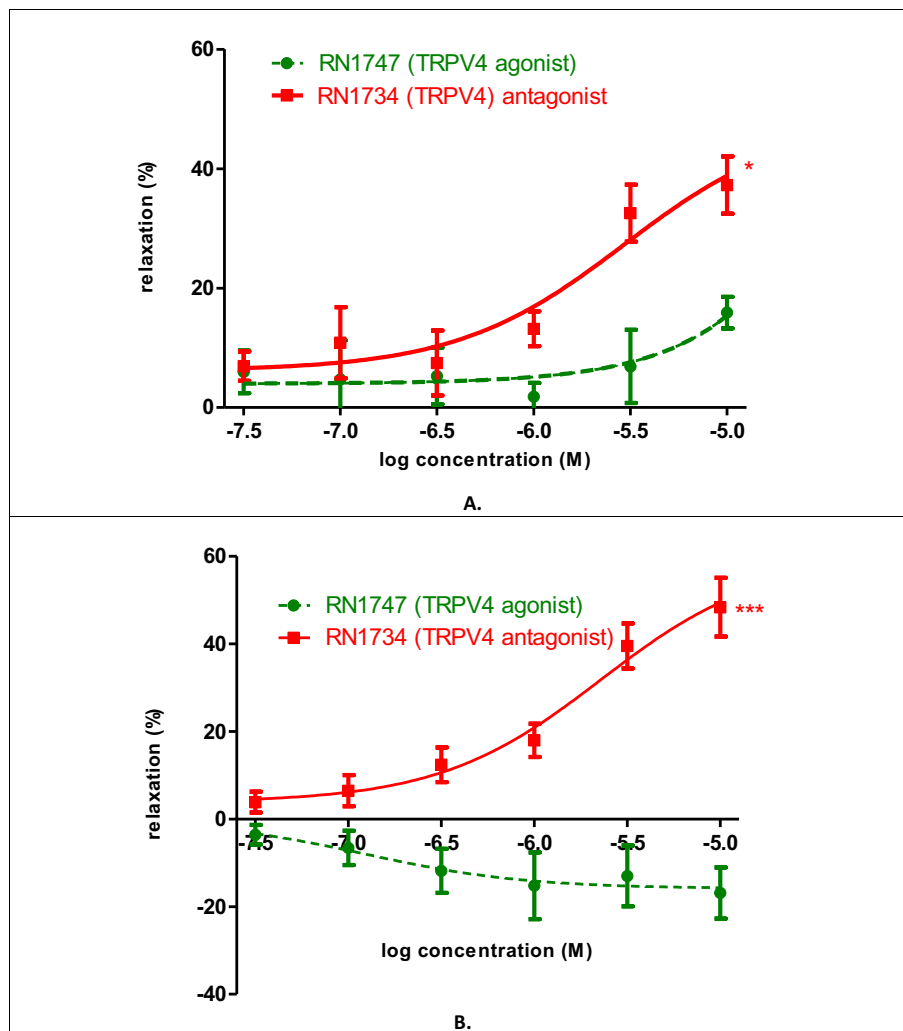 60
RN1747 (TRPV4 agonist)
RN1734 (TRPV4) antagonist
40
*
relaxation (%)
20
0
-7.5 -7.0 -6.5 -6.0 -5.5 -5.0
log concentration (M)
A.
60
RN1747 (TRPV4 agonist)
RN1734 (TRPV4 antagonist)
***
40
relaxation (%)
20
0
-7.5 -7.0 -6.5 -6.0 -5.5 -5.0
-20
log concentration (M)
-40
B.